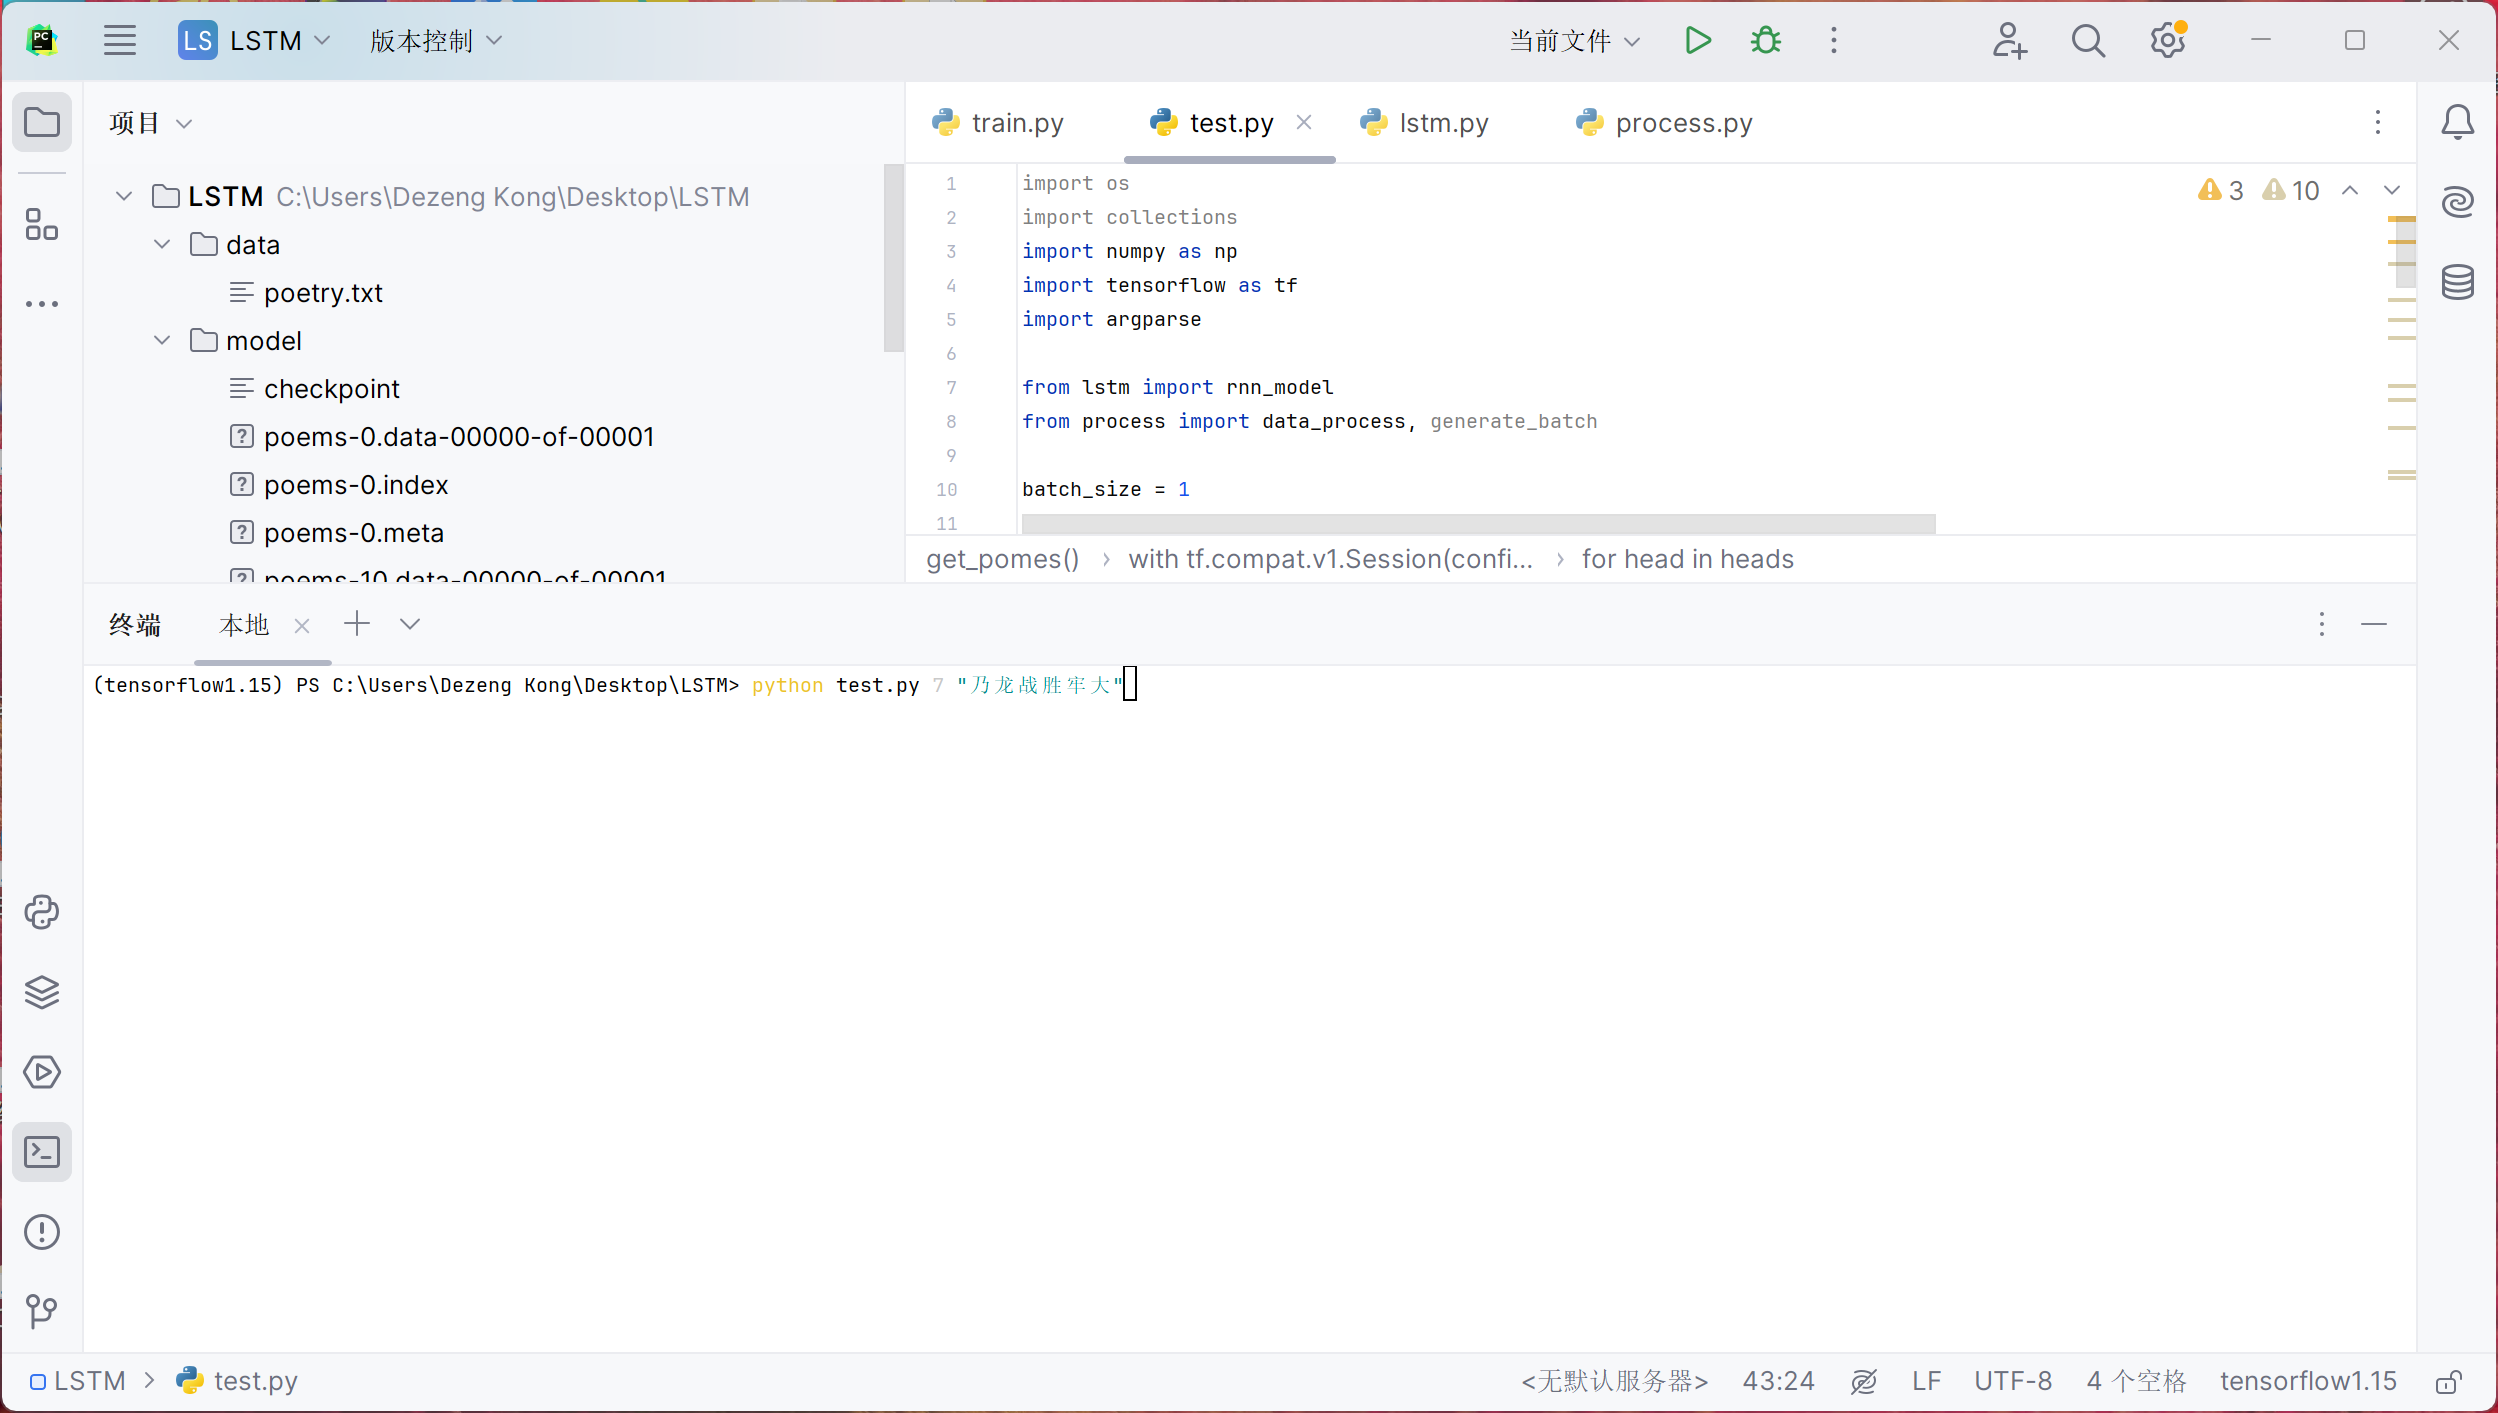 PC LS LSTM 版本控制 当前文件
项目
LSTM C:\Users\Dezeng Kong\Desktop\LSTM
data
poetry.txt
model
checkpoint
poems-0.data-00000-of-00001
poems-0.index
poems-0.meta
poems-10.data-00000-of-00001
train.py test.py lstm.py process.py
3 10
1 import os
2 import collections
3 import numpy as np
4 import tensorflow as tf
5 import argparse
6
7 from lstm import rnn_model
8 from process import data_process, generate_batch
9
10 batch_size = 1
11
get_pomes() › with tf.compat.v1.Session(confi... › for head in heads
终端 本地
(tensorflow1.15) PS C:\Users\Dezeng Kong\Desktop\LSTM> python test.py 7 "乃龙战胜牢大"
LSTM > test.py <无默认服务器> 43:24 LF UTF-8 4 个空格 tensorflow1.15